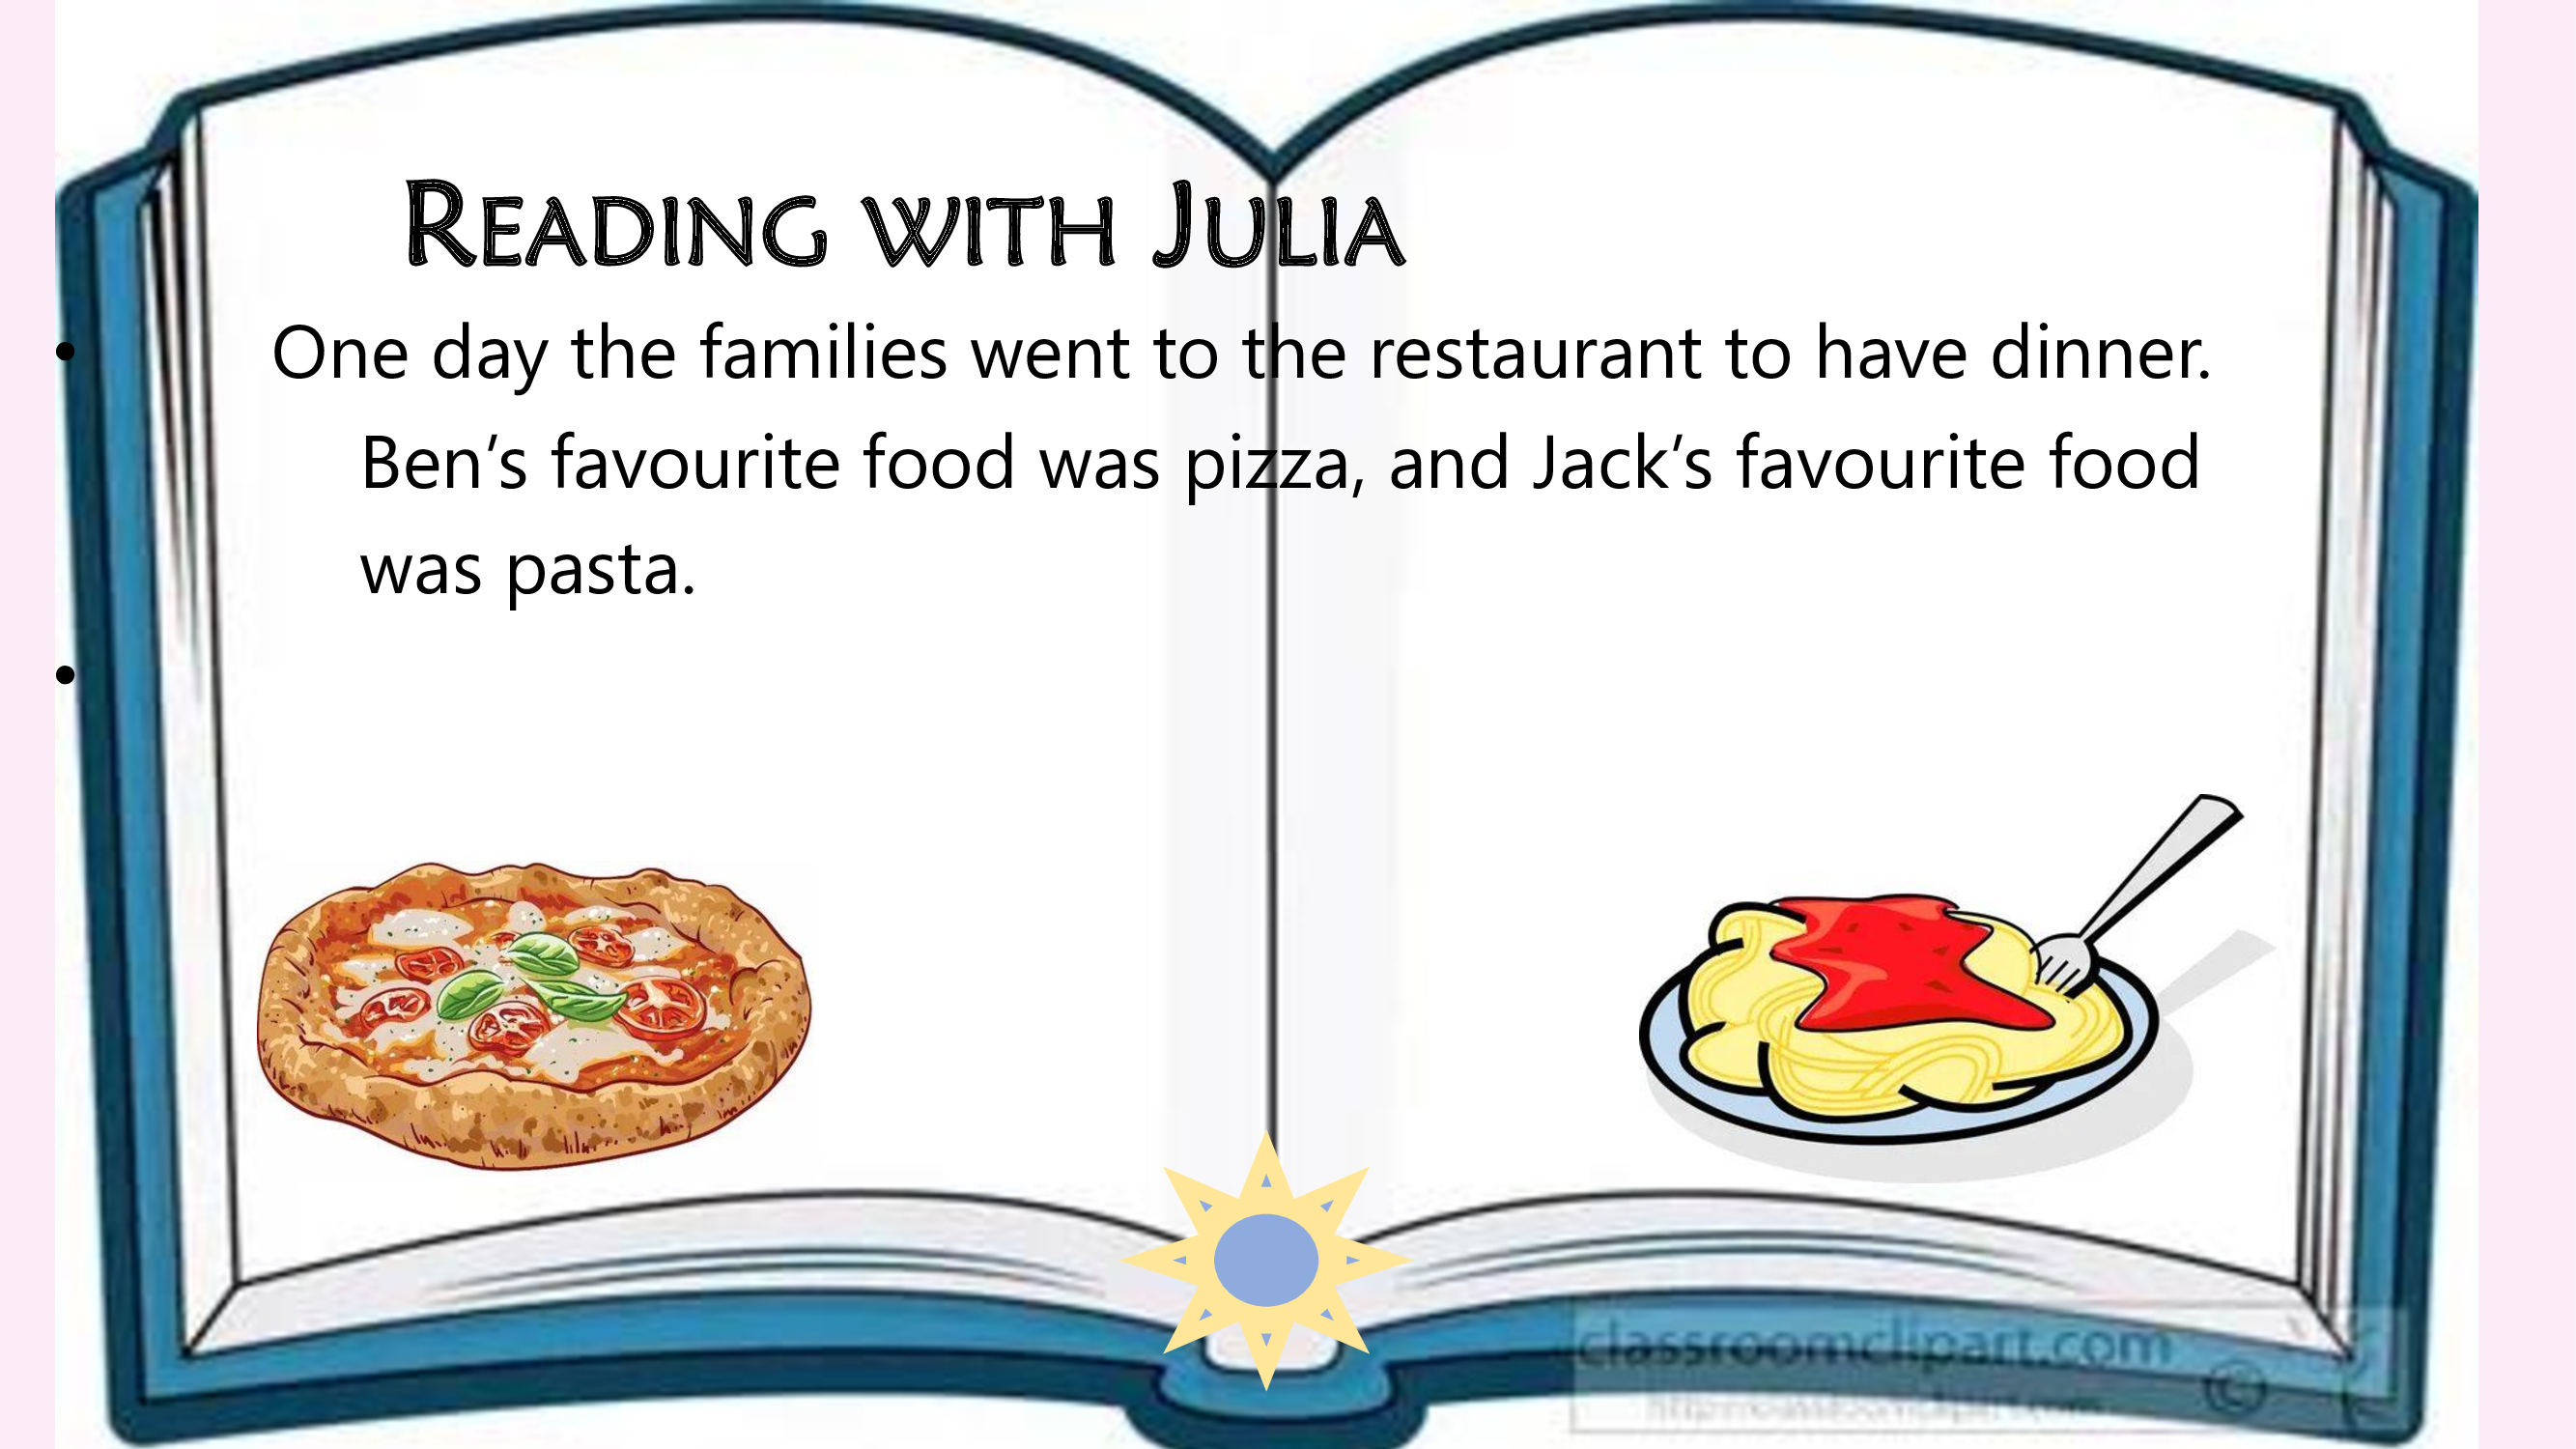 Reading with Julia
• One day the families went to the restaurant to have dinner.
Ben’s favourite food was pizza, and Jack’s favourite food
was pasta.
•
classroomclipart.com
©